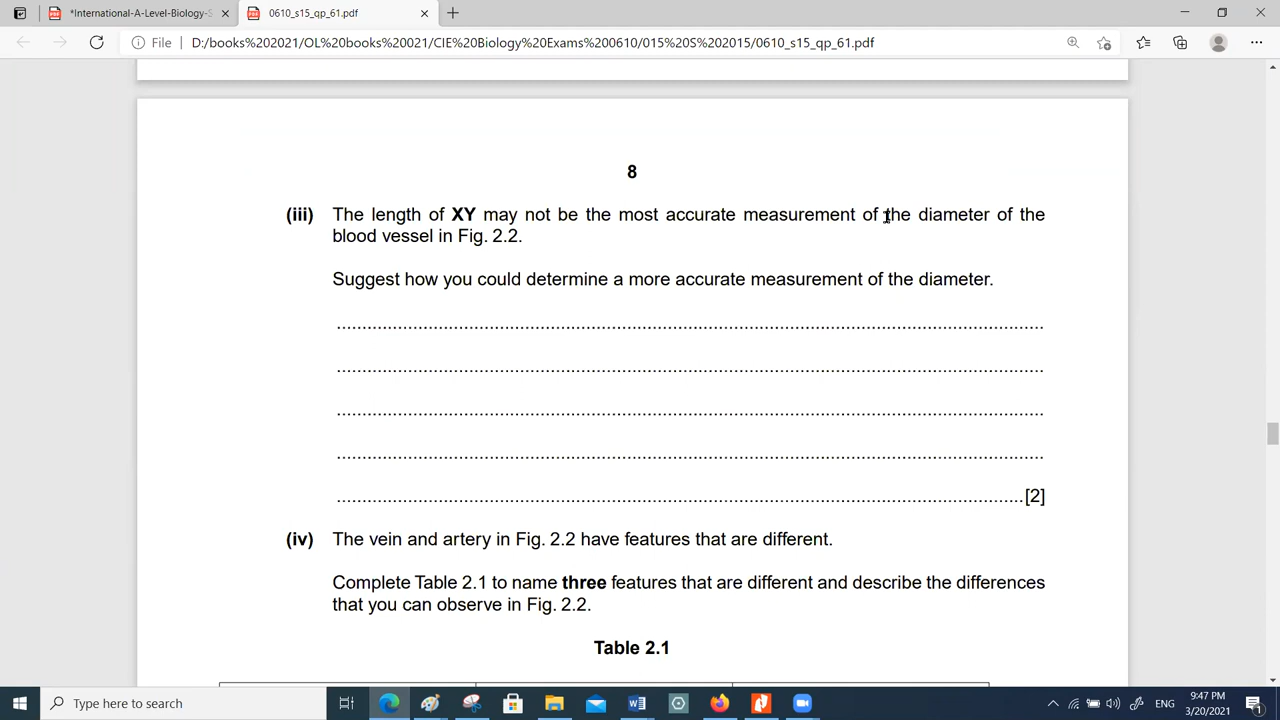 *International-A-Level-Biology-S
0610_s15_qp_61.pdf
File
D:/books%202021/OL%20books%20021/CIE%20Biology%20Exams%200610/015%20S%202015/0610_s15_qp_61.pdf
8
(iii) The length of XY may not be the most accurate measurement of the diameter of the
blood vessel in Fig. 2.2.
Suggest how you could determine a more accurate measurement of the diameter.
..........................................................................................................................................
..........................................................................................................................................
..........................................................................................................................................
..........................................................................................................................................
......................................................................................................................................[2]
(iv) The vein and artery in Fig. 2.2 have features that are different.
Complete Table 2.1 to name three features that are different and describe the differences
that you can observe in Fig. 2.2.
Table 2.1
Type here to search
ENG
9:47 PM
3/20/2021
1